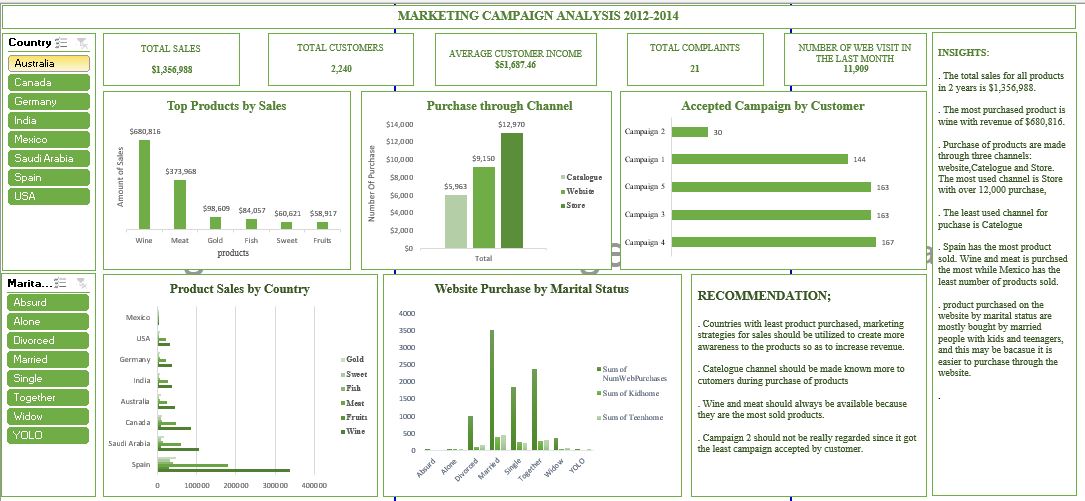 MARKETING CAMPAIGN ANALYSIS 2012-2014
Country
Australia
Canada
Germany
India
Mexico
Saudi Arabia
Spain
USA
TOTAL SALES
$1,356,988
TOTAL CUSTOMERS
2,240
AVERAGE CUSTOMER INCOME
$51,687.46
TOTAL COMPLAINTS
21
NUMBER OF WEB VISIT IN
THE LAST MONTH
11,909
Top Products by Sales
Amount of Sales
$680,816
$373,968
$98,609
$84,057
$60,621
$58,917
Wine
Meat
Gold
Fish
Sweet
Fruits
products
Purchase through Channel
Number Of Purchase
$14,000
$12,000
$10,000
$8,000
$6,000
$4,000
$2,000
$0
$5,963
$9,150
$12,970
Total
Catalogue
Website
Store
Accepted Campaign by Customer
Campaign 2
30
Campaign 1
144
Campaign 5
163
Campaign 3
163
Campaign 4
167
INSIGHTS:
. The total sales for all products
in 2 years is $1,356,988.
. The most purchased product is
wine with revenue of $680,816.
. Purchase of products are made
through three channels:
website,Catelogue and Store.
The most used channel is Store
with over 12,000 purchase,
. The least used channel for
puchase is Catelogue
. Spain has the most product
sold. Wine and meat is purchsed
the most while Mexico has the
least number of products sold.
. product purchased on the
website by marital status are
mostly bought by married
people with kids and teenagers,
and this may be bacasue it is
easier to purchase through the
website.
.
Marita...
Absurd
Alone
Divorced
Married
Single
Together
Widow
YOLO
Product Sales by Country
Mexico
USA
Germany
India
Australia
Canada
Saudi Arabia
Spain
0
100000
200000
300000
400000
Gold
Sweet
Fish
Meat
Fruits
Wine
Website Purchase by Marital Status
4000
3500
3000
2500
2000
1500
1000
500
0
Absurd
Alone
Divorced
Married
Single
Together
Widow
YOLO
Sum of
NumWebPurchases
Sum of Kidhome
Sum of Teenhome
RECOMMENDATION;
. Countries with least product purchased, marketing
strategies for sales should be utilized to create more
awareness to the products so as to increase revenue.
. Catelogue channel should be made known more to
cutomers during purchase of products
. Wine and meat should always be available because
they are the most sold products.
. Campaign 2 should not be really regarded since it got
the least campaign accepted by customer.